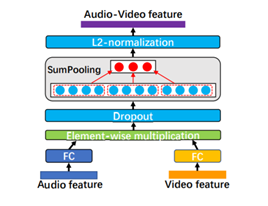 Audio-Video feature
L2-normalization
SumPooling
Dropout
Element-wise multiplication
FC
FC
Audio feature
Video feature